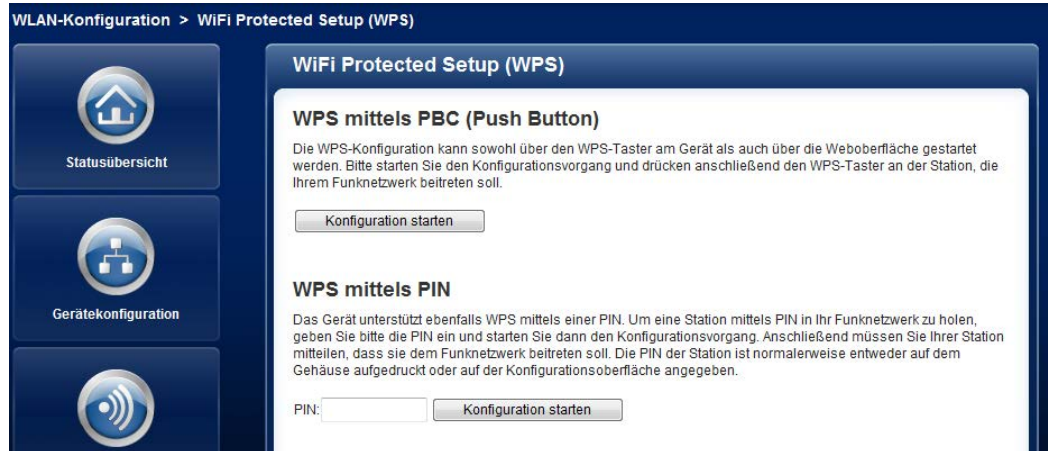 WLAN-Konfiguration > WiFi Protected Setup (WPS)
Statusübersicht
Gerätekonfiguration
WiFi Protected Setup (WPS)
WPS mittels PBC (Push Button)
Die WPS-Konfiguration kann sowohl über den WPS-Taster am Gerät als auch über die Weboberfläche gestartet
werden. Bitte starten Sie den Konfigurationsvorgang und drücken anschließend den WPS-Taster an der Station, die
Ihrem Funknetzwerk beitreten soll.
Konfiguration starten
WPS mittels PIN
Das Gerät unterstützt ebenfalls WPS mittels einer PIN. Um eine Station mittels PIN in Ihr Funknetzwerk zu holen,
geben Sie bitte die PIN ein und starten Sie dann den Konfigurationsvorgang. Anschließend müssen Sie Ihrer Station
mitteilen, dass sie dem Funknetzwerk beitreten soll. Die PIN der Station ist normalerweise entweder auf dem
Gehäuse aufgedruckt oder auf der Konfigurationsoberfläche angegeben.
PIN: Konfiguration starten